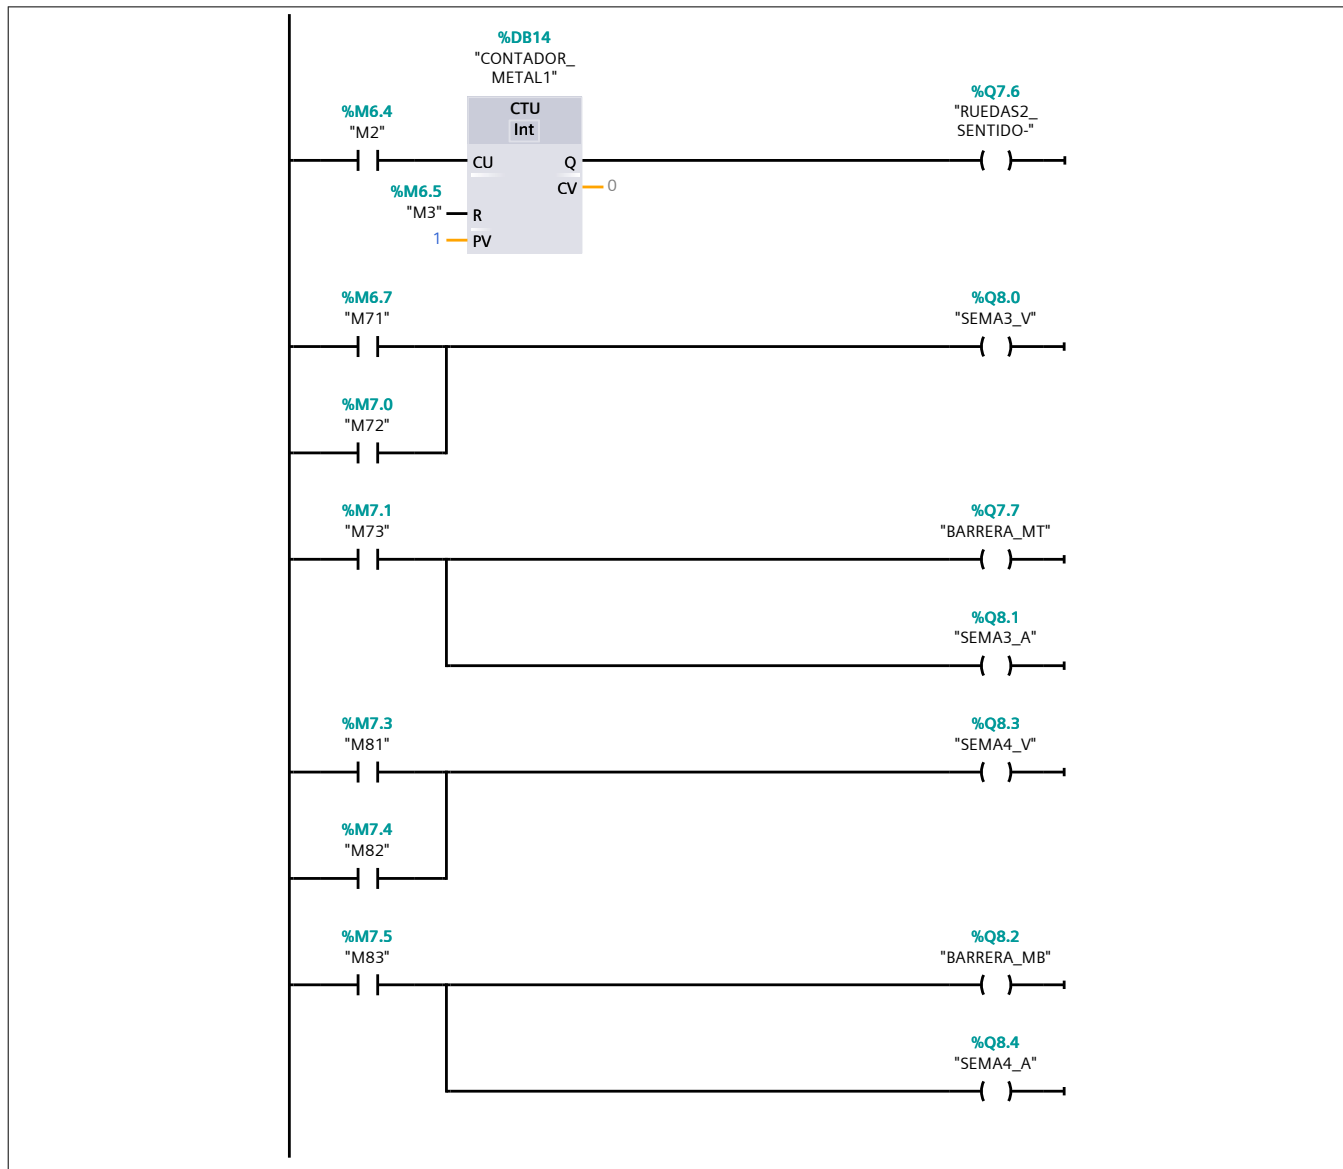 %DB14
"CONTADOR_
METAL1"
%M6.4
"M2"
CTU
Int
%Q7.6
"RUEDAS2_
SENTIDO-"
CU
Q
CV
0
%M6.5
"M3"
R
1
PV
%M6.7
"M71"
%Q8.0
"SEMA3_V"
%M7.0
"M72"
%M7.1
"M73"
%Q7.7
"BARRERA_MT"
%Q8.1
"SEMA3_A"
%M7.3
"M81"
%Q8.3
"SEMA4_V"
%M7.4
"M82"
%M7.5
"M83"
%Q8.2
"BARRERA_MB"
%Q8.4
"SEMA4_A"